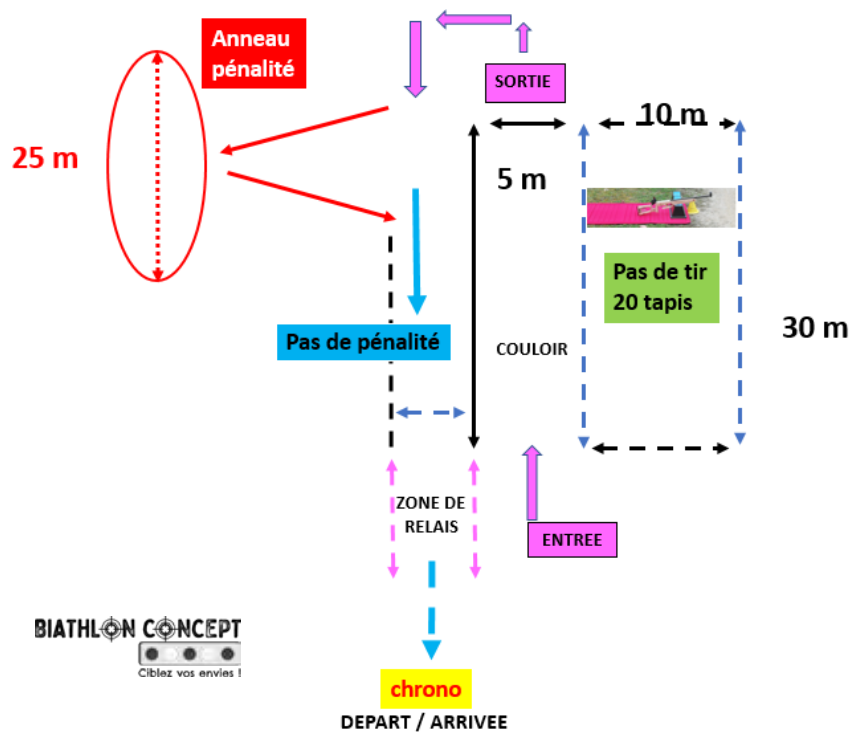 Anneau
pénalité
SORTIE
10 m
25 m
5 m
Pas de tir
20 tapis
30 m
Pas de pénalité
COULOIR
ZONE DE
RELAIS
ENTREE
BIATHLON CONCEPT
Ciblez vos envies !
chrono
DEPART / ARRIVEE